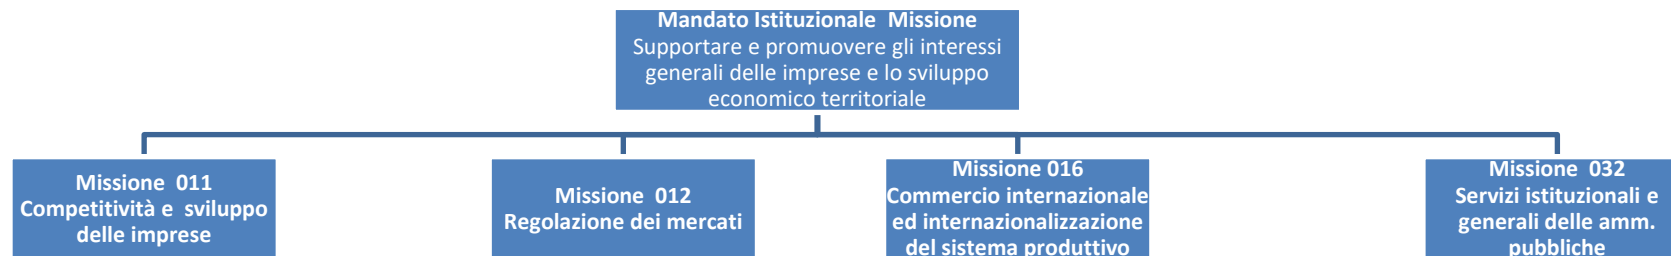 Mandato Istituzionale Missione
Supportare e promuovere gli interessi
generali delle imprese e lo sviluppo
economico territoriale
Missione 011
Competitività e sviluppo
delle imprese
Missione 012
Regolazione dei mercati
Missione 016
Commercio internazionale
ed internazionalizzazione
del sistema produttivo
Missione 032
Servizi istituzionali e
generali delle amm.
pubbliche